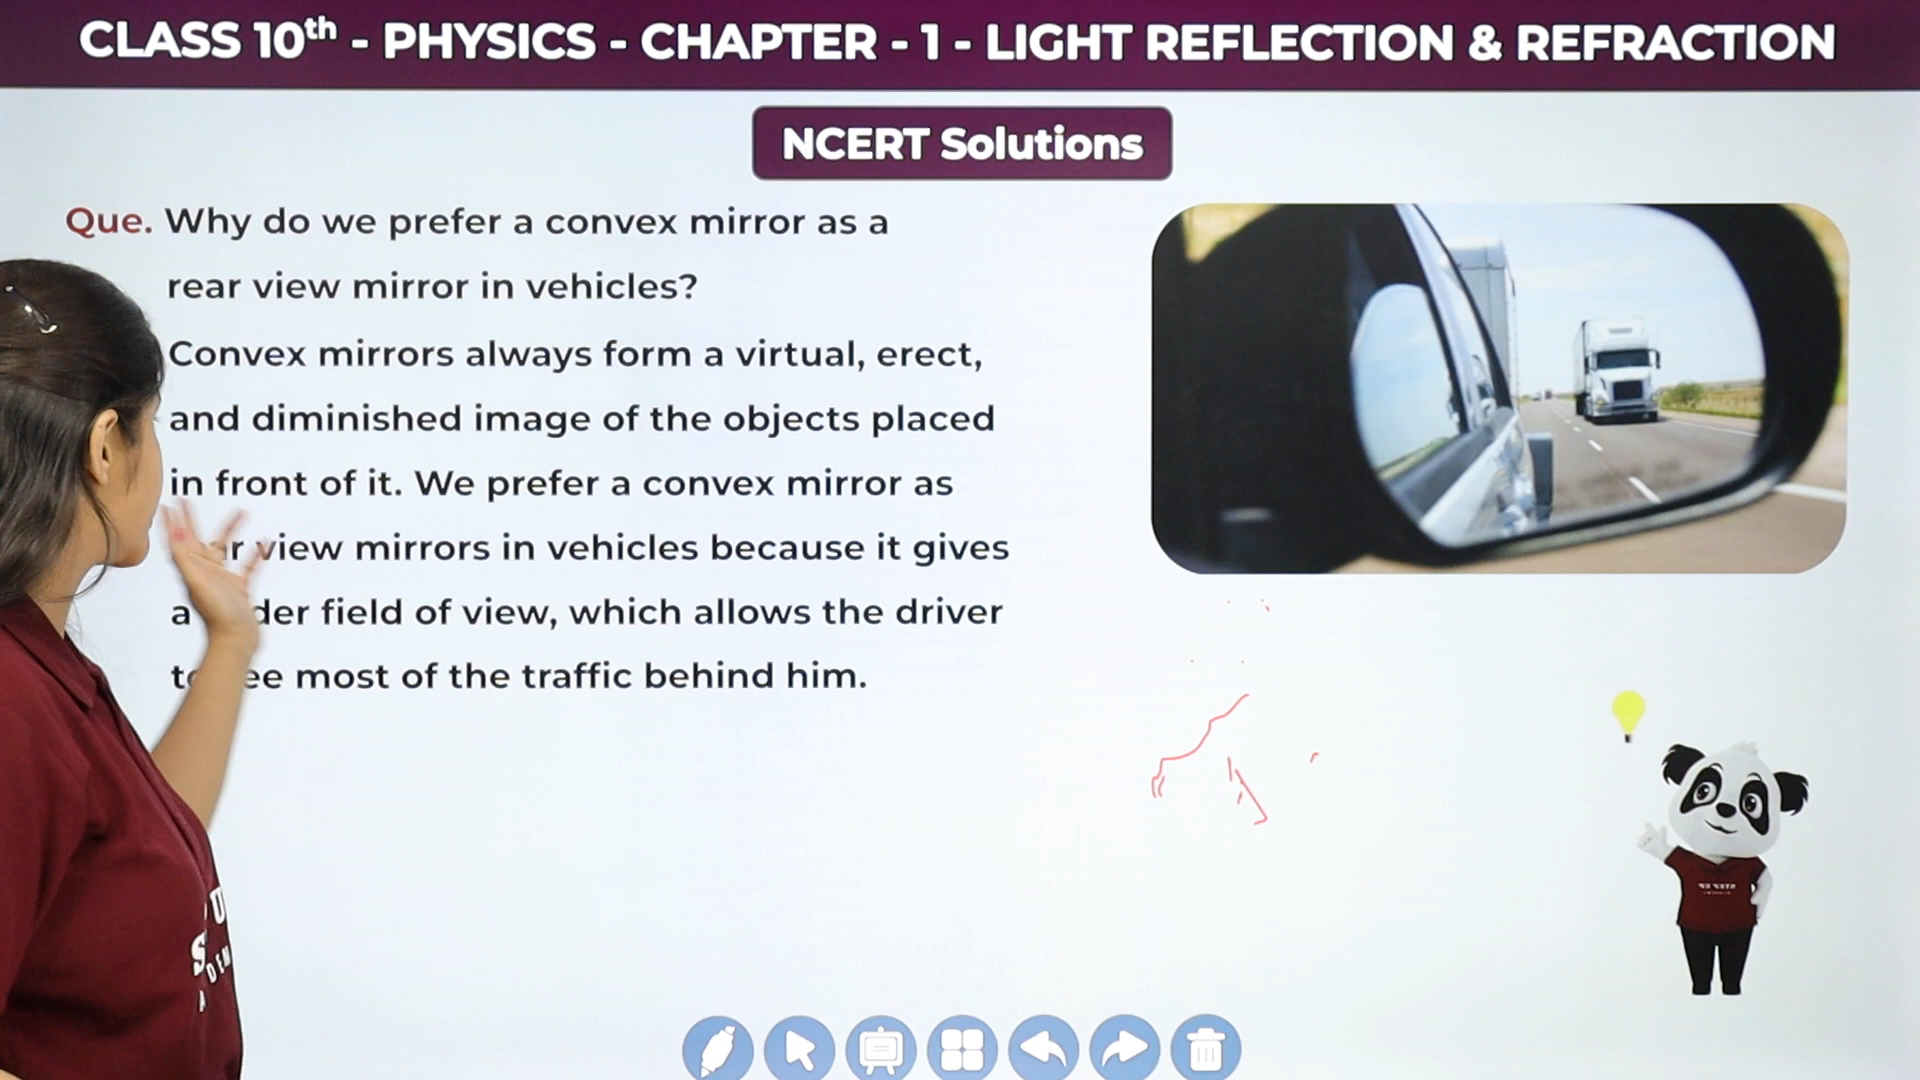 CLASS 10th - PHYSICS - CHAPTER - 1 - LIGHT REFLECTION & REFRACTION
NCERT Solutions
Que. Why do we prefer a convex mirror as a
rear view mirror in vehicles?
Convex mirrors always form a virtual, erect,
and diminished image of the objects placed
in front of it. We prefer a convex mirror as
view mirrors in vehicles because it gives
a field of view, which allows the driver
most of the traffic behind him.